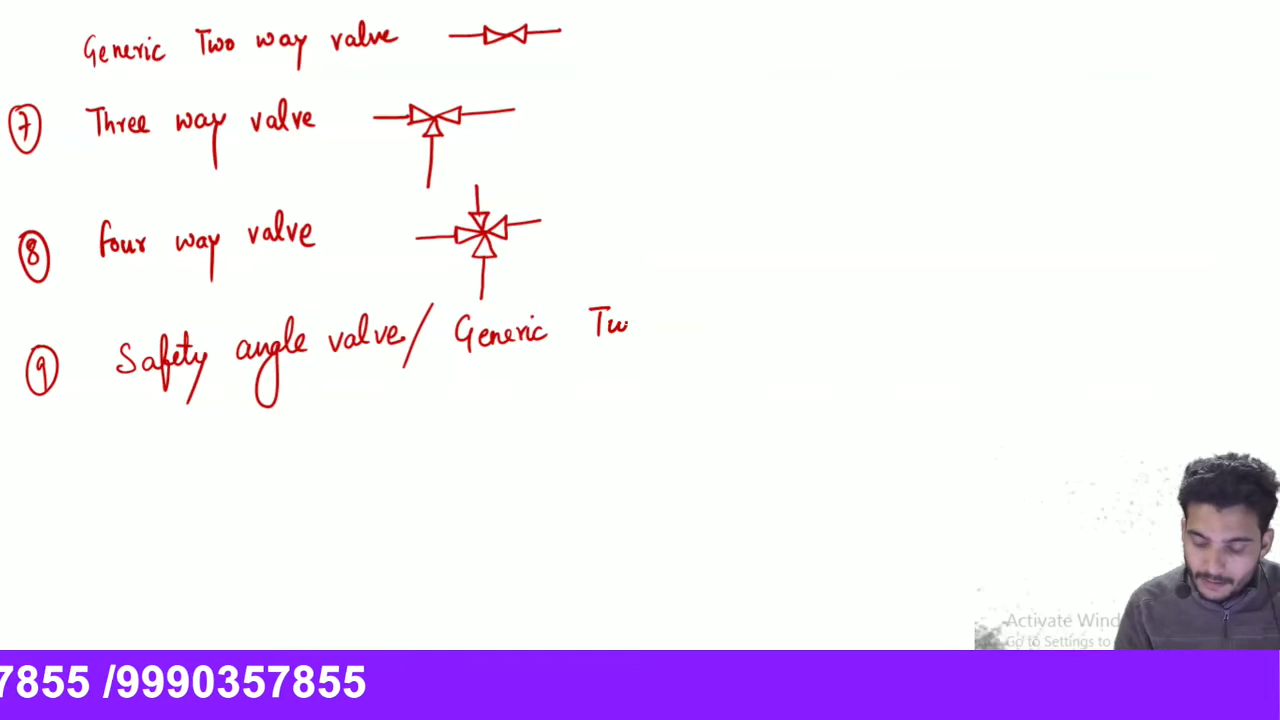 Generic Two way valve
7 Three way valve
8 four way valve
9 Safety angle valve/ Generic Tw
Activate Wind
Go to Settings to
7855 /9990357855